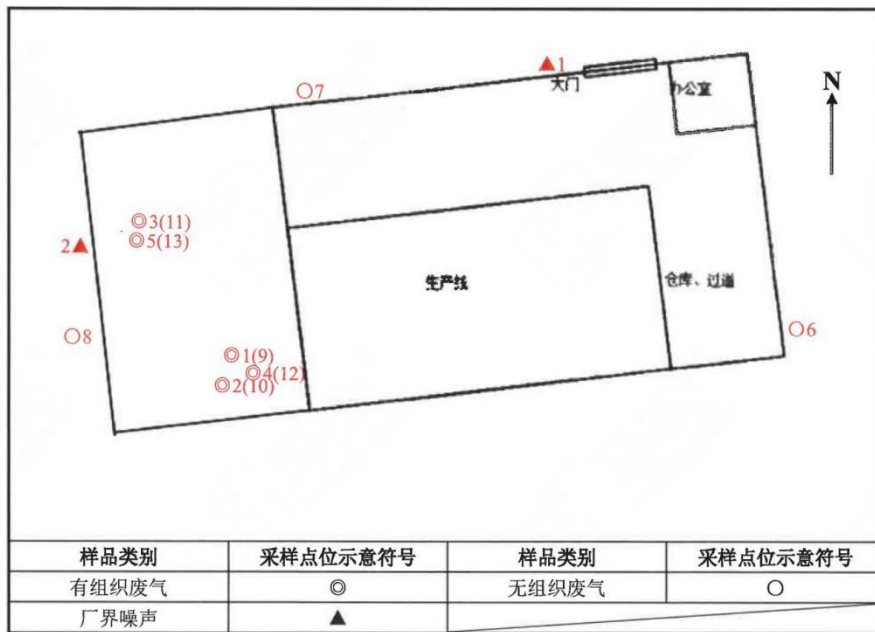 ▲1
○7
大门
办公室
N
◎3(11)
◎5(13)
2▲
生产线
仓库、过道
○8
○6
◎1(9)
◎4(12)
◎2(10)
样品类别 采样点位示意符号 样品类别 采样点位示意符号
有组织废气 ◎ 无组织废气 ○
厂界噪声 ▲